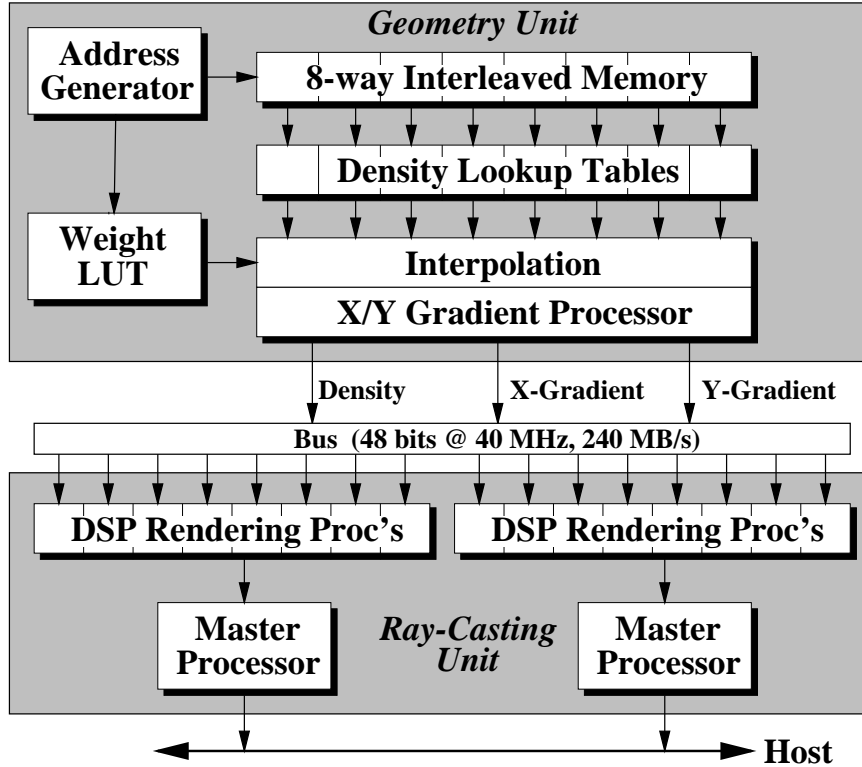 Geometry Unit
Address
Generator
8-way Interleaved Memory
Density Lookup Tables
Weight
LUT
Interpolation
X/Y Gradient Processor
Density
X-Gradient
Y-Gradient
Bus (48 bits @ 40 MHz, 240 MB/s)
DSP Rendering Proc's
DSP Rendering Proc's
Master
Processor
Ray-Casting
Unit
Master
Processor
Host